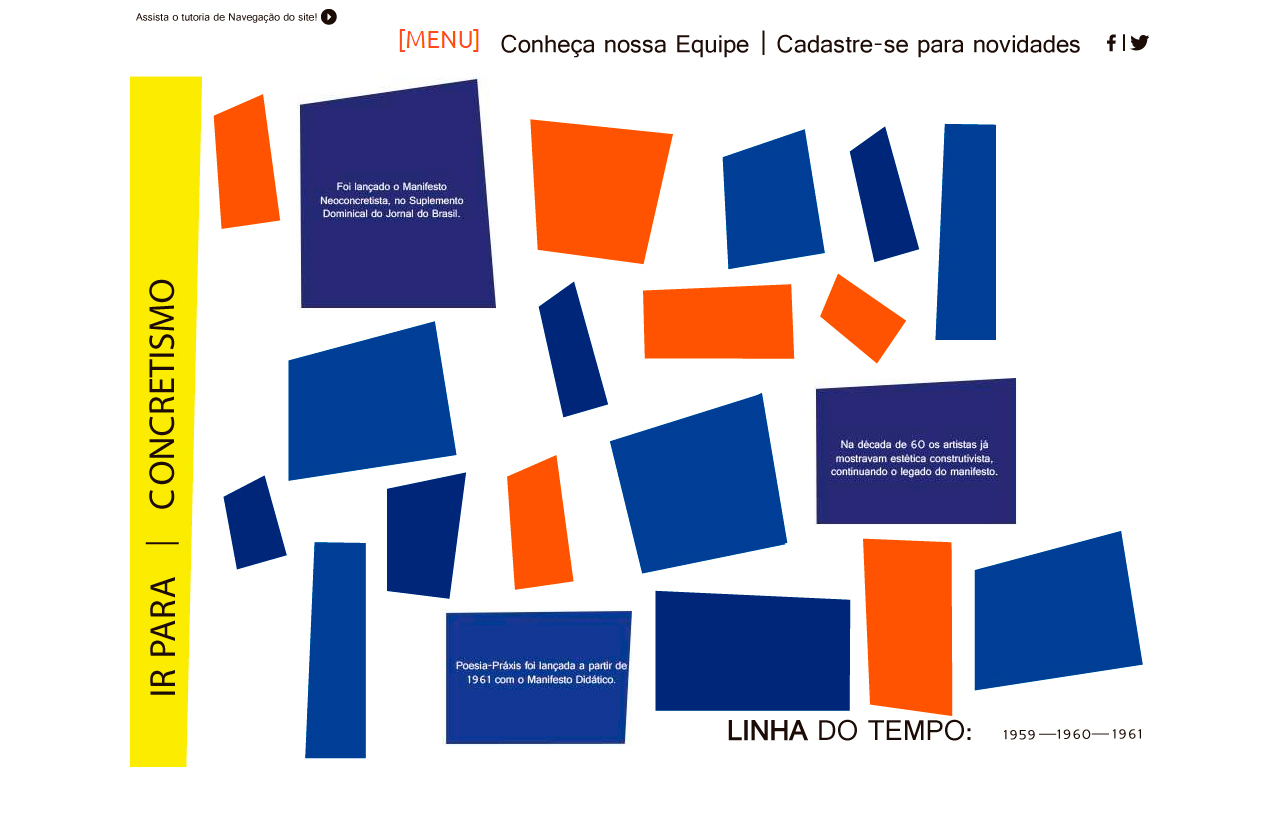 Assista o tutoria de Navegação do site!
[MENU] Conheça nossa Equipe | Cadastre-se para novidades
IR PARA | CONCRETISMO
Foi lançado o Manifesto
Neoconcretista, no Suplemento
Dominical do Jornal do Brasil.
Na década de 60 os artistas já
mostravam estética construtivista,
continuando o legado do manifesto.
Poesia-Práxis foi lançada a partir de
1961 com o Manifesto Didático.
LINHA DO TEMPO: 1959—1960—1961